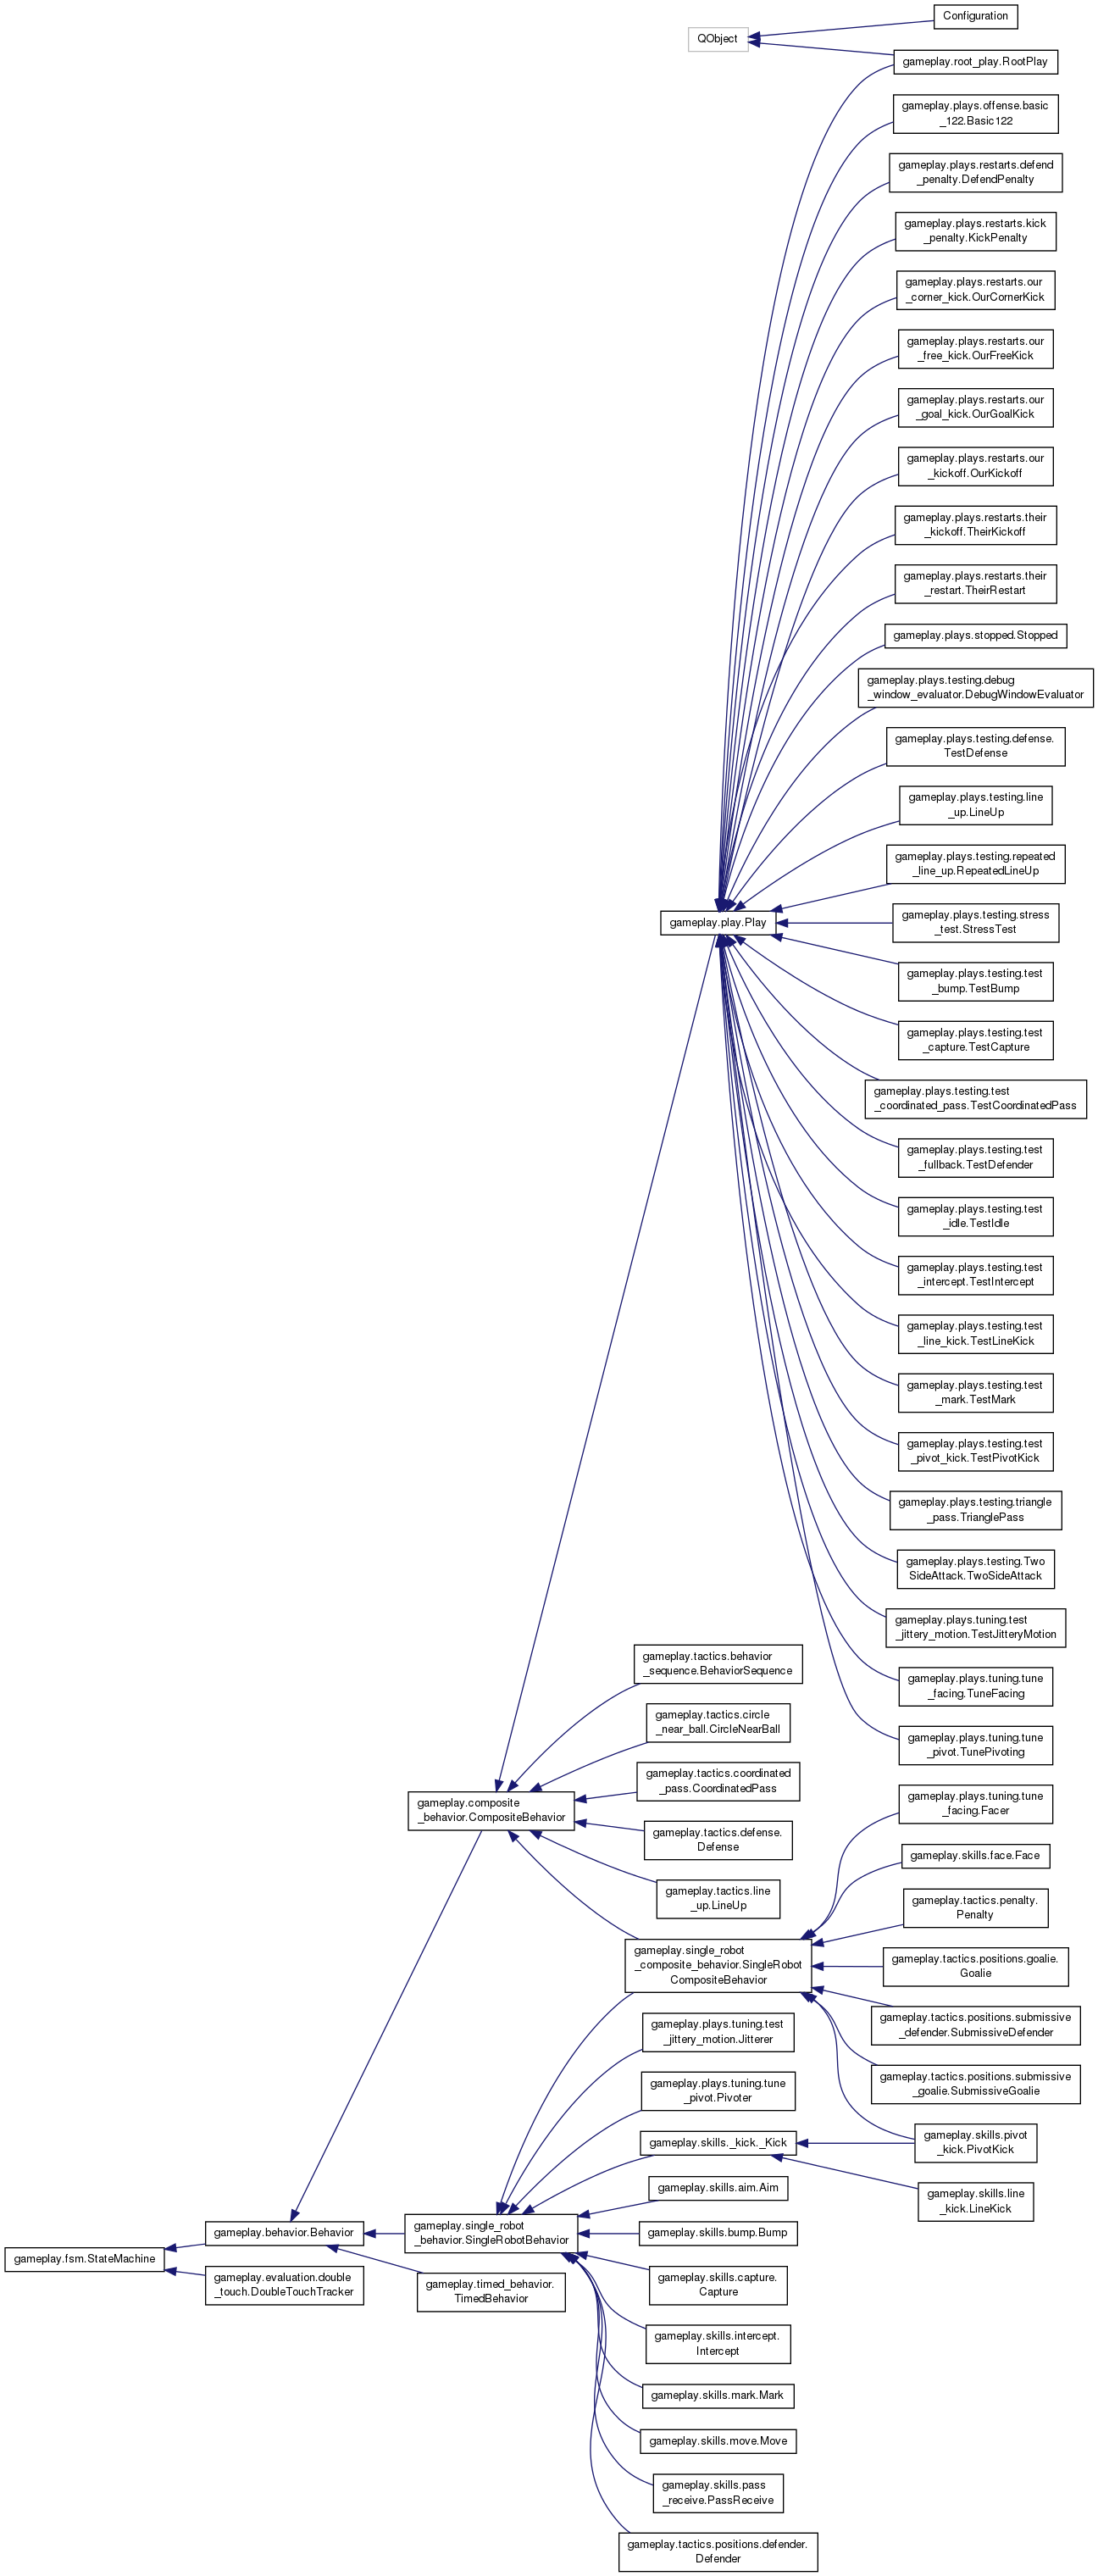 Configuration
QObject
gameplay.root_play.RootPlay
gameplay.plays.offense.basic
_122.Basic122
gameplay.plays.restarts.defend
_penalty.DefendPenalty
gameplay.plays.restarts.kick
_penalty.KickPenalty
gameplay.plays.restarts.our
_corner_kick.OurCornerKick
gameplay.plays.restarts.our
_free_kick.OurFreeKick
gameplay.plays.restarts.our
_goal_kick.OurGoalKick
gameplay.plays.restarts.our
_kickoff.OurKickoff
gameplay.plays.restarts.their
_kickoff.TheirKickoff
gameplay.plays.restarts.their
_restart.TheirRestart
gameplay.plays.stopped.Stopped
gameplay.plays.testing.debug
_window_evaluator.DebugWindowEvaluator
gameplay.plays.testing.defense.
TestDefense
gameplay.plays.testing.line
_up.LineUp
gameplay.plays.testing.repeated
_line_up.RepeatedLineUp
gameplay.play.Play
gameplay.plays.testing.stress
_test.StressTest
gameplay.plays.testing.test
_bump.TestBump
gameplay.plays.testing.test
_capture.TestCapture
gameplay.plays.testing.test
_coordinated_pass.TestCoordinatedPass
gameplay.plays.testing.test
_fullback.TestDefender
gameplay.plays.testing.test
_idle.TestIdle
gameplay.plays.testing.test
_intercept.TestIntercept
gameplay.plays.testing.test
_line_kick.TestLineKick
gameplay.plays.testing.test
_mark.TestMark
gameplay.plays.testing.test
_pivot_kick.TestPivotKick
gameplay.plays.testing.triangle
_pass.TrianglePass
gameplay.plays.testing.Two
SideAttack.TwoSideAttack
gameplay.plays.tuning.test
_jittery_motion.TestJitteryMotion
gameplay.plays.tuning.tune
_facing.TuneFacing
gameplay.plays.tuning.tune
_pivot.TunePivoting
gameplay.tactics.behavior
_sequence.BehaviorSequence
gameplay.tactics.circle
_near_ball.CircleNearBall
gameplay.tactics.coordinated
_pass.CoordinatedPass
gameplay.composite
_behavior.CompositeBehavior
gameplay.tactics.defense.
Defense
gameplay.tactics.line
_up.LineUp
gameplay.plays.tuning.tune
_facing.Facer
gameplay.skills.face.Face
gameplay.tactics.penalty.
Penalty
gameplay.single_robot
_composite_behavior.SingleRobot
CompositeBehavior
gameplay.tactics.positions.goalie.
Goalie
gameplay.tactics.positions.submissive
_defender.SubmissiveDefender
gameplay.tactics.positions.submissive
_goalie.SubmissiveGoalie
gameplay.plays.tuning.test
_jittery_motion.Jitterer
gameplay.plays.tuning.tune
_pivot.Pivoter
gameplay.skills._kick._Kick
gameplay.skills.pivot
_kick.PivotKick
gameplay.skills.line
_kick.LineKick
gameplay.skills.aim.Aim
gameplay.skills.bump.Bump
gameplay.single_robot
_behavior.SingleRobotBehavior
gameplay.behavior.Behavior
gameplay.fsm.StateMachine
gameplay.evaluation.double
_touch.DoubleTouchTracker
gameplay.timed_behavior.
TimedBehavior
gameplay.skills.capture.
Capture
gameplay.skills.intercept.
Intercept
gameplay.skills.mark.Mark
gameplay.skills.move.Move
gameplay.skills.pass
_receive.PassReceive
gameplay.tactics.positions.defender.
Defender